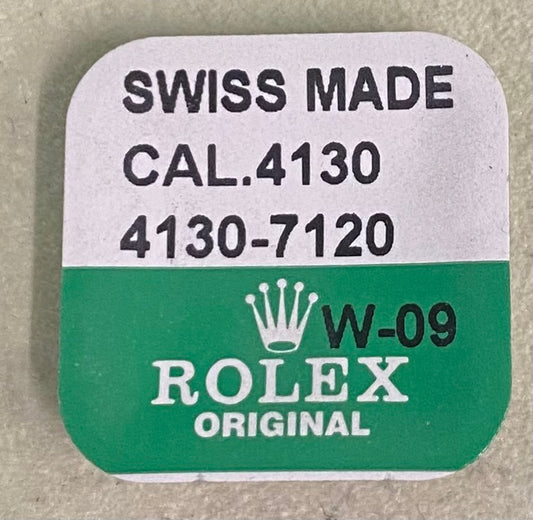 SWISS MADE
CAL.4130
4130-7120
W-09
ROLEX
ORIGINAL